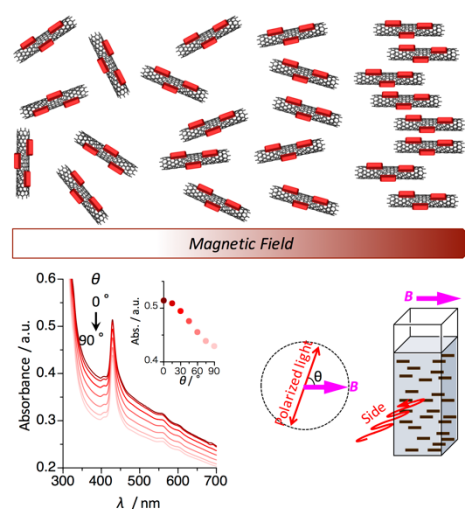 Magnetic Field
0.6
0.5
0.4
0.3
0.2
Absorbance / a.u.
300 400 500 600 700
λ / nm
θ
0 °
90 °
Abs. / a.u.
0.5
0.4
0 30 60 90
θ / °
Polarized light
θ
B
B
Side